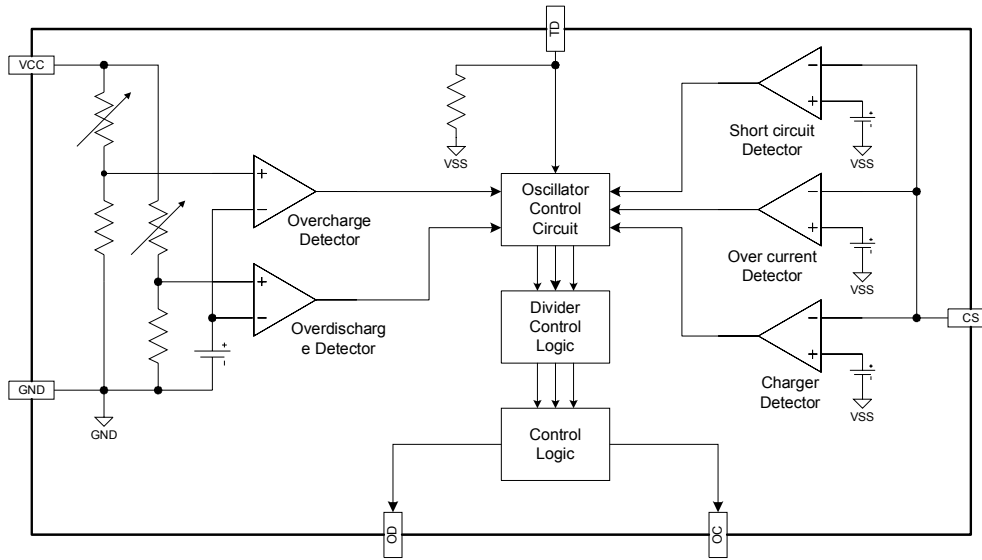 TD
VCC
VSS
Short circuit
Detector
VSS
Overcharge
Detector
Oscillator
Control
Circuit
Over current
Detector
VSS
Overdischarg
e Detector
Divider
Control
Logic
CS
Charger
Detector
VSS
GND
GND
Control
Logic
OD
OC